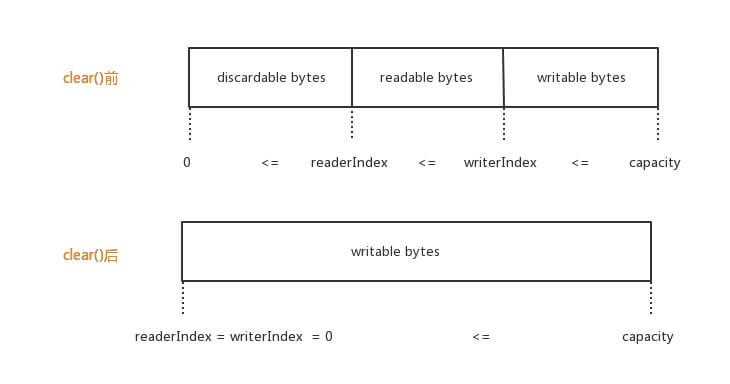 clear()前
discardable bytes readable bytes writable bytes
0 <= readerIndex <= writerIndex <= capacity
clear()后
writable bytes
readerIndex = writerIndex = 0 <= capacity